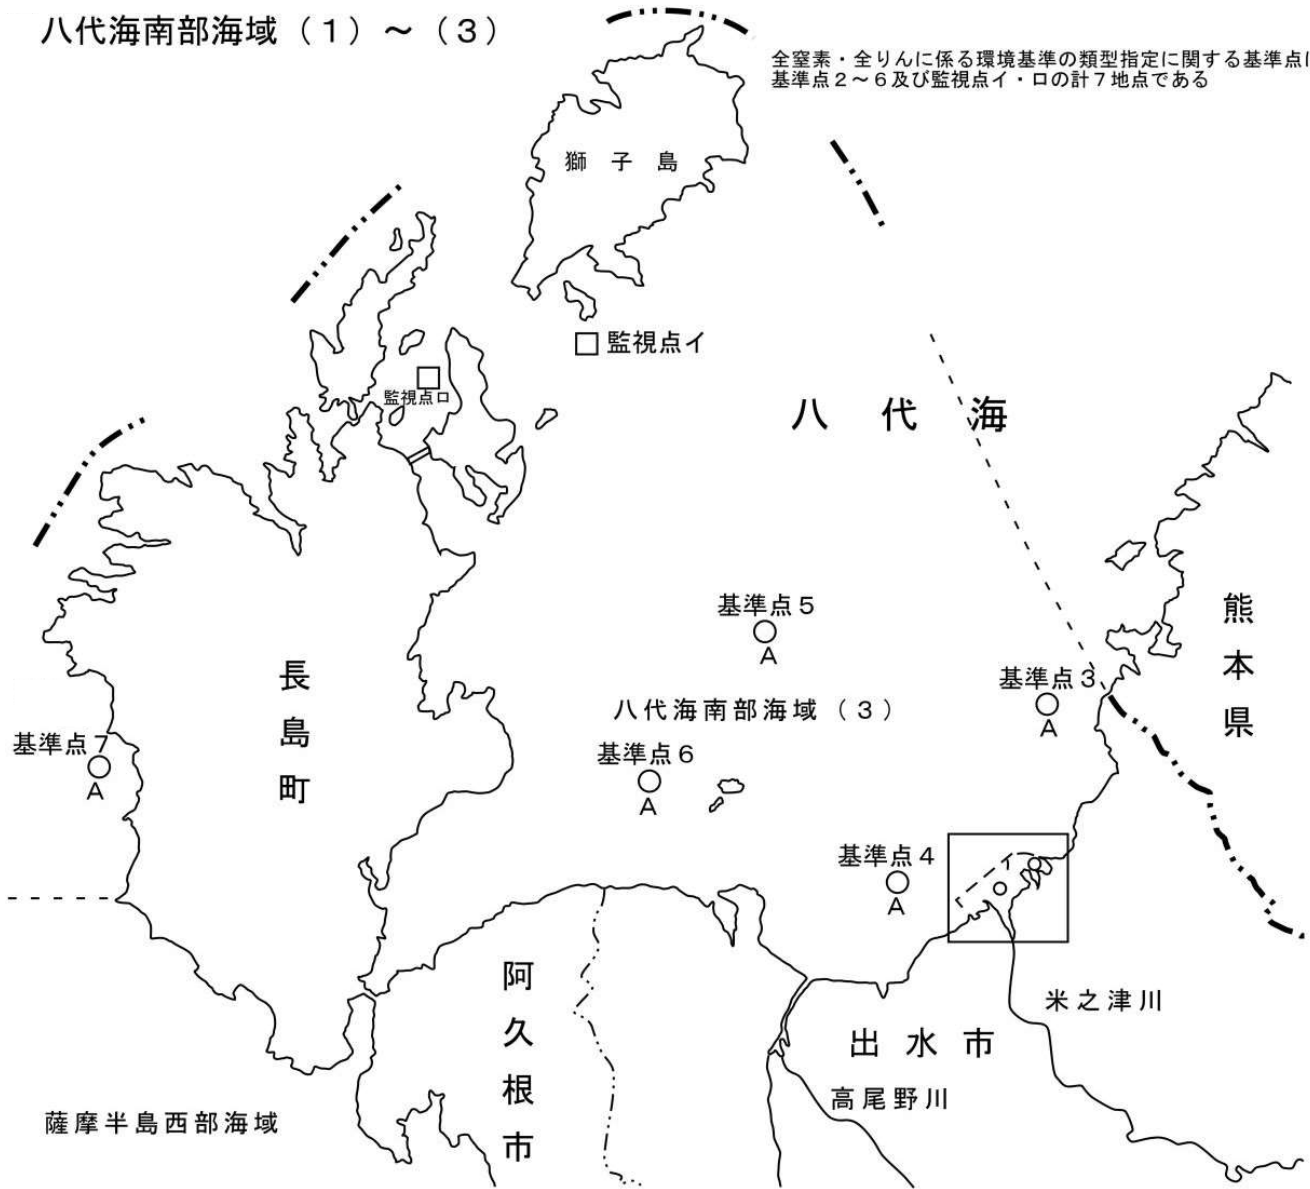 八代海南部海域（１）～（３）
全窒素・全りんに係る環境基準の類型指定に関する基準点は
基準点２～６及び監視点イ・ロの計７地点である
獅子島
監視点イ
監視点ロ
八代海
熊本県
基準点５
A
基準点３
A
八代海南部海域（３）
長島町
基準点７
A
基準点６
A
基準点４
A
阿久根市
米之津川
出水市
高尾野川
薩摩半島西部海域